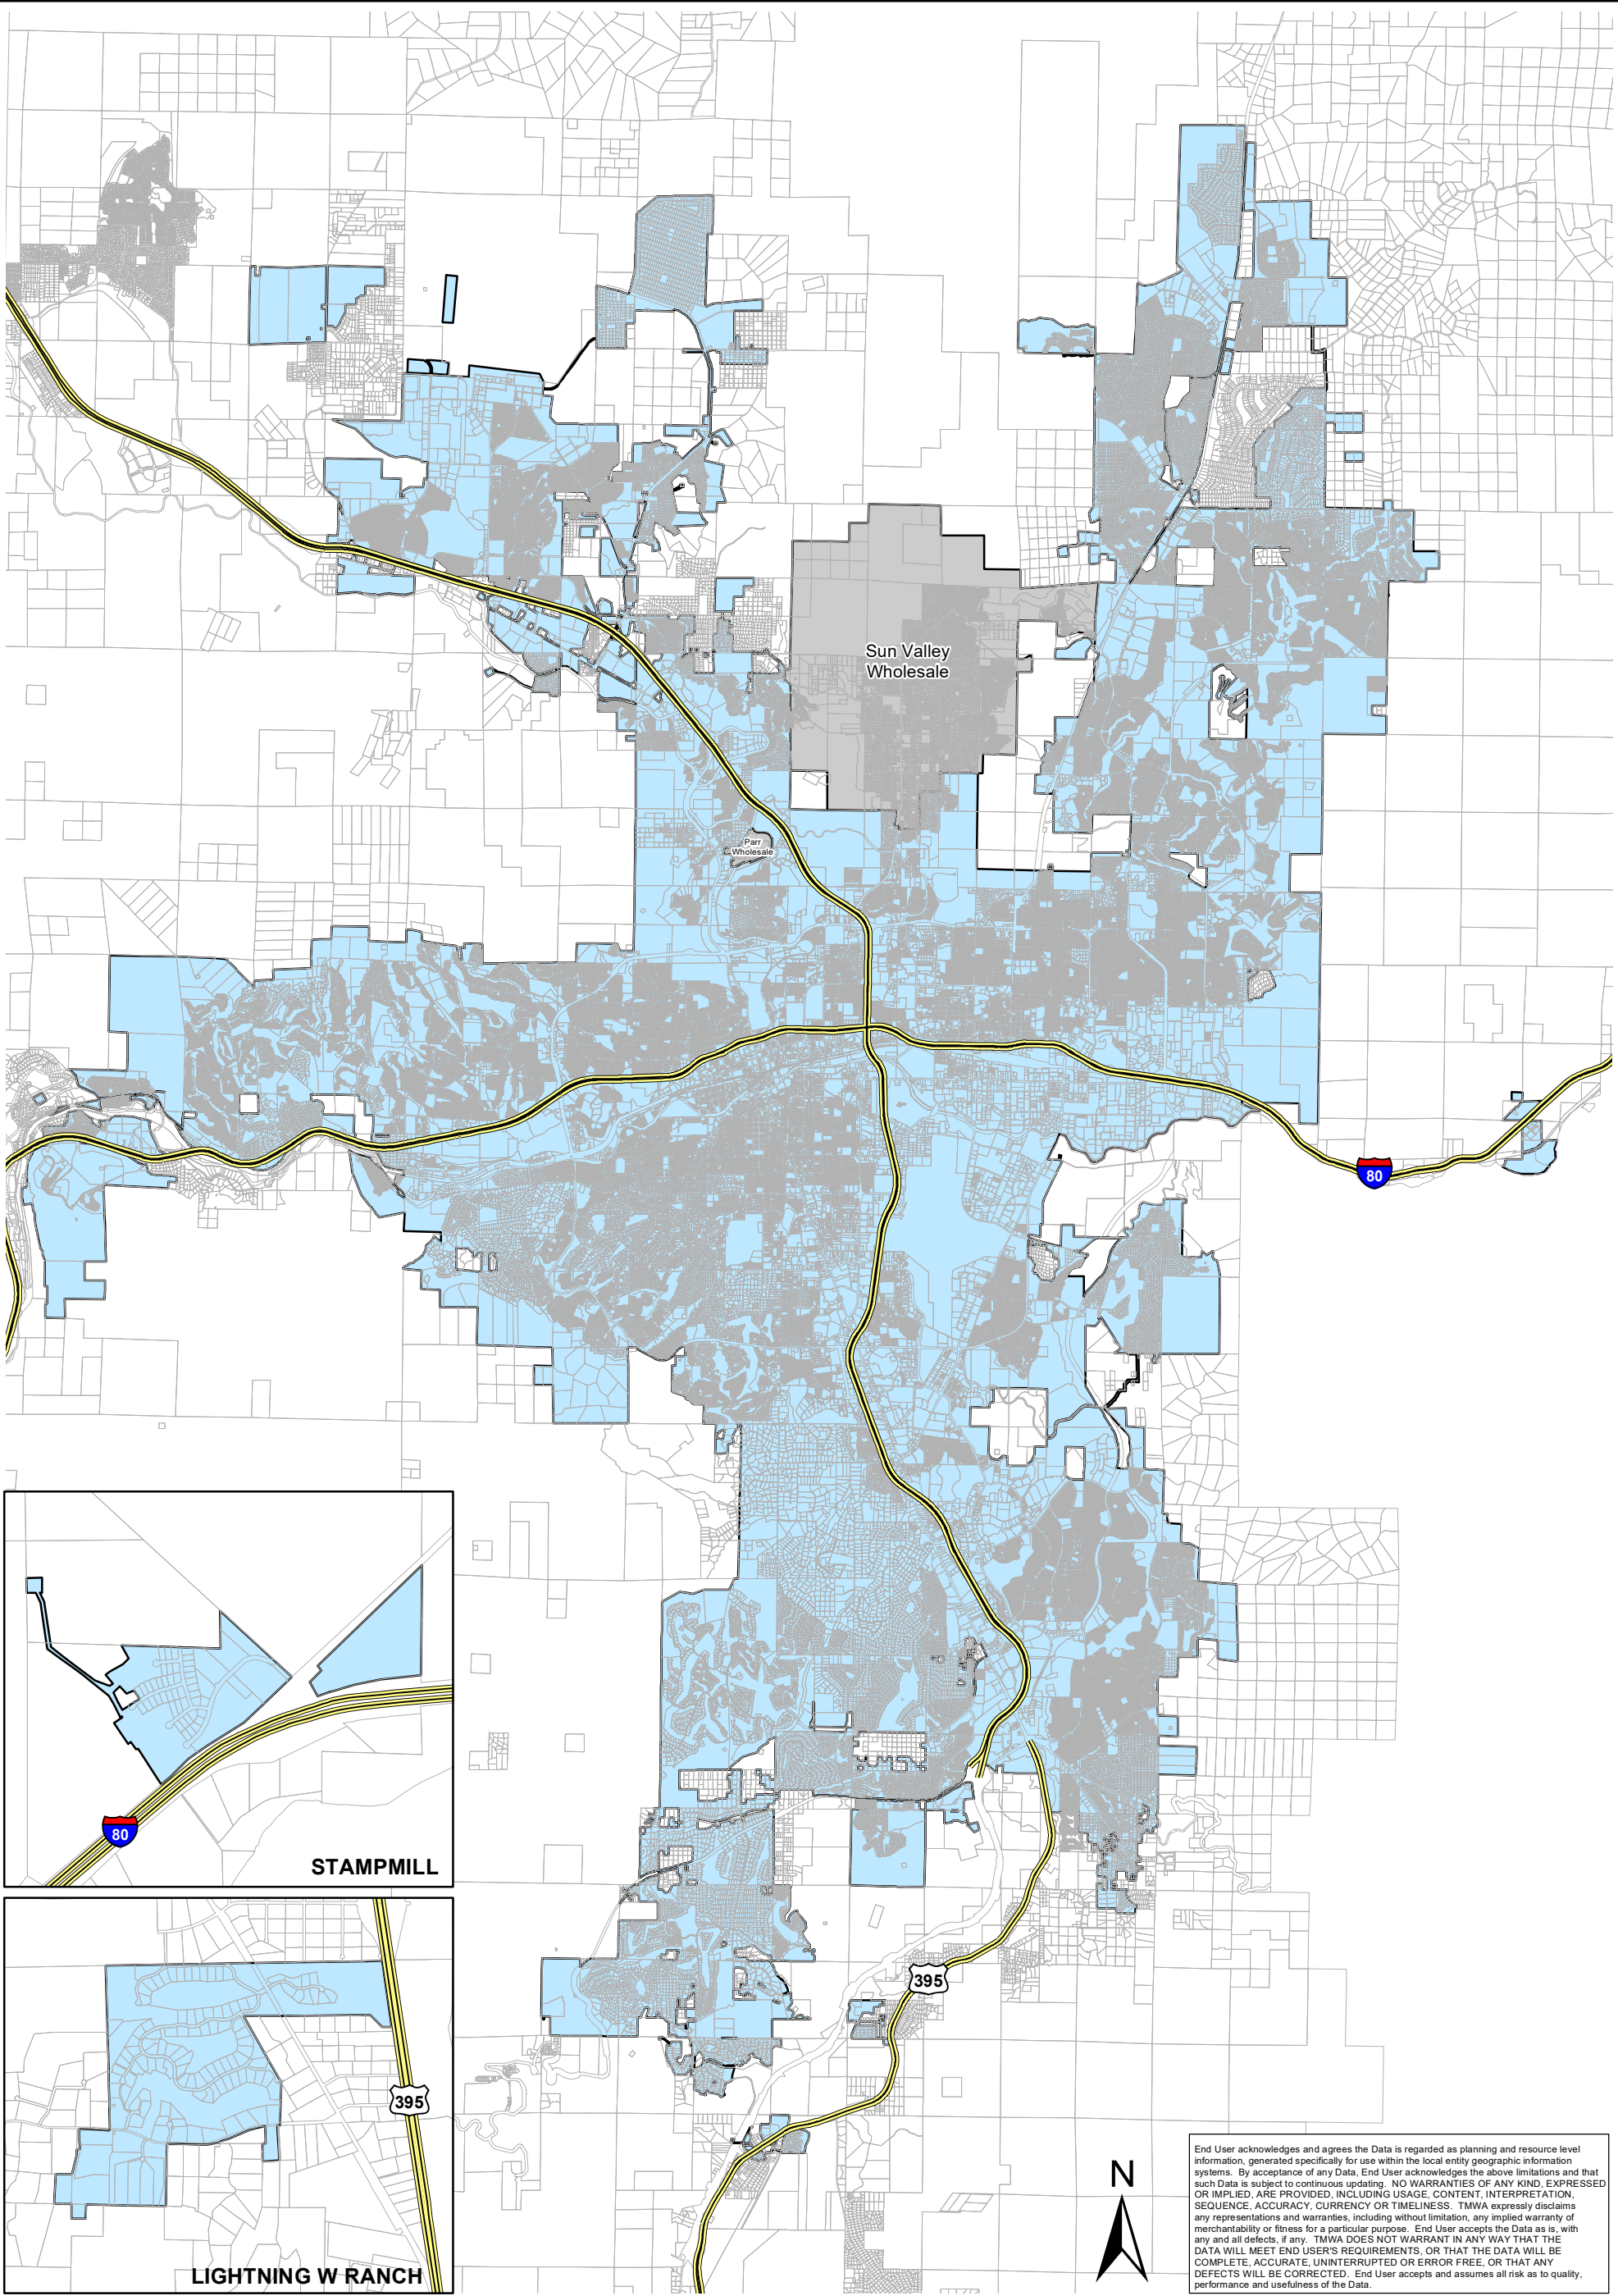 Sun Valley
Wholesale
Parr
Wholesale
80
80
STAMPMILL
395
395
LIGHTNING W RANCH
N
End User acknowledges and agrees the Data is regarded as planning and resource level
information, generated specifically for use within the local entity geographic information
systems. By acceptance of any Data, End User acknowledges the above limitations and that
such Data is subject to continuous updating. NO WARRANTIES OF ANY KIND, EXPRESSED
OR IMPLIED, ARE PROVIDED, INCLUDING USAGE, CONTENT, INTERPRETATION,
SEQUENCE, ACCURACY, CURRENCY OR TIMELINESS. TMWA expressly disclaims
any representations and warranties, including without limitation, any implied warranty of
merchantability or fitness for a particular purpose. End User accepts the Data as is, with
any and all defects, if any. TMWA DOES NOT WARRANT IN ANY WAY THAT THE
DATA WILL MEET END USER'S REQUIREMENTS, OR THAT THE DATA WILL BE
COMPLETE, ACCURATE, UNINTERRUPTED OR ERROR FREE, OR THAT ANY
DEFECTS WILL BE CORRECTED. End User accepts and assumes all risk as to quality,
performance and usefulness of the Data.